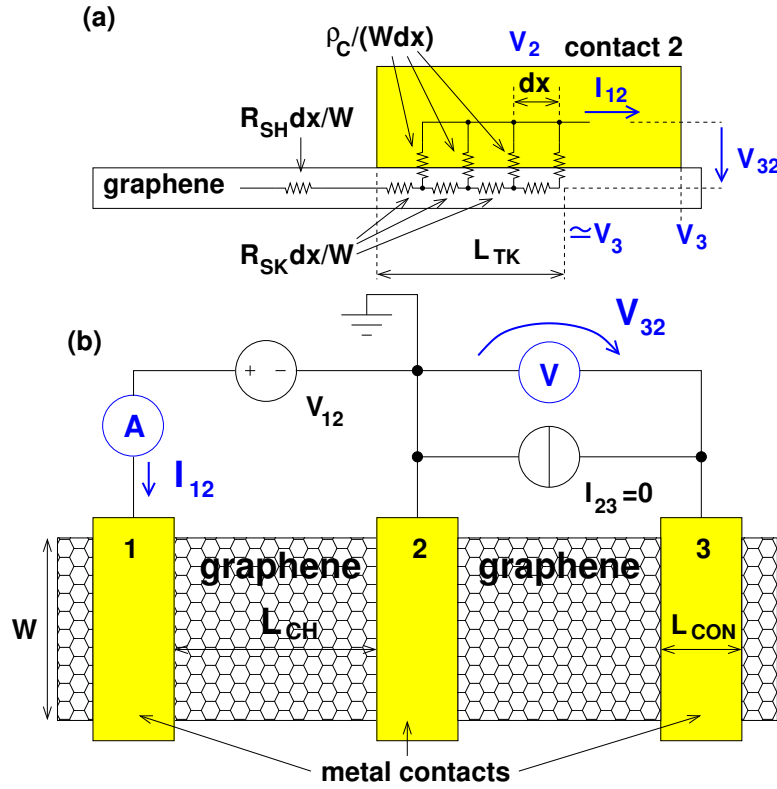 (a)
ρC/(Wdx)
V2
contact 2
dx
I12
RSHdx/W
V32
graphene
RSKdx/W
LTK
≃V3
V3
(b)
V32
+ −
V
V12
A
I12
I23=0
1
2
3
graphene
graphene
W
LCH
LCON
metal contacts